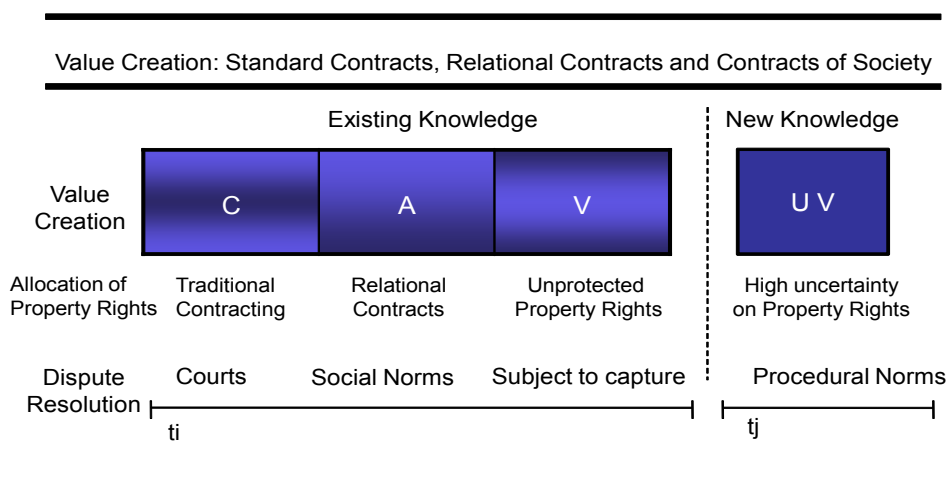 Value Creation: Standard Contracts, Relational Contracts and Contracts of Society
Existing Knowledge
New Knowledge
Value
Creation
C
A
V
U V
Allocation of
Property Rights
Traditional
Contracting
Relational
Contracts
Unprotected
Property Rights
High uncertainty
on Property Rights
Dispute
Resolution
Courts
Social Norms
Subject to capture
Procedural Norms
ti
tj